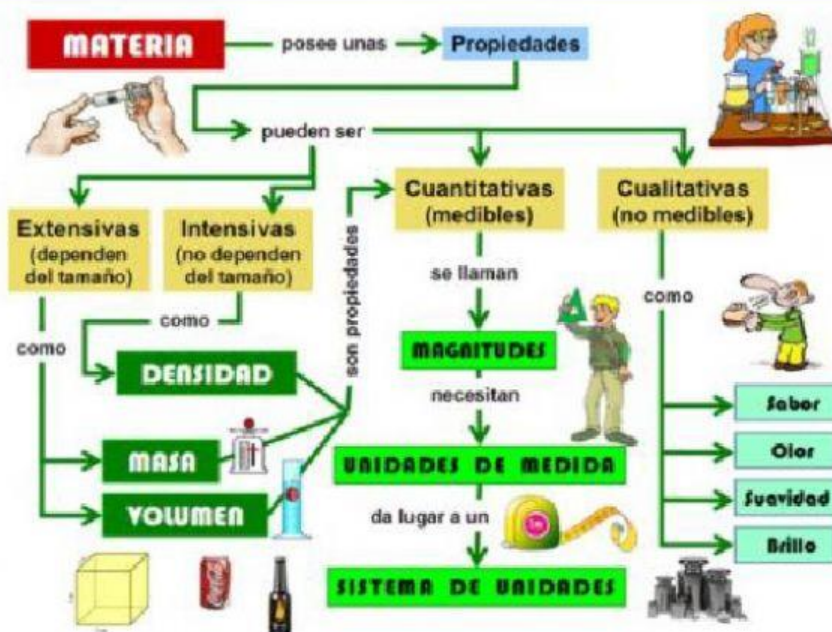 MATERIA
posee unas
Propiedades
pueden ser
Extensivas
(dependen
del tamaño)
Intensivas
(no dependen
del tamaño)
Cuantitativas
(medibles)
Cualitativas
(no medibles)
como
como
DENSIDAD
MASA
VOLUMEN
son propiedades
se llaman
MAGNITUDES
necesitan
UNIDADES DE MEDIDA
da lugar a un
SISTEMA DE UNIDADES
como
Sabor
Olor
Suavidad
Brillo
Coca-Cola